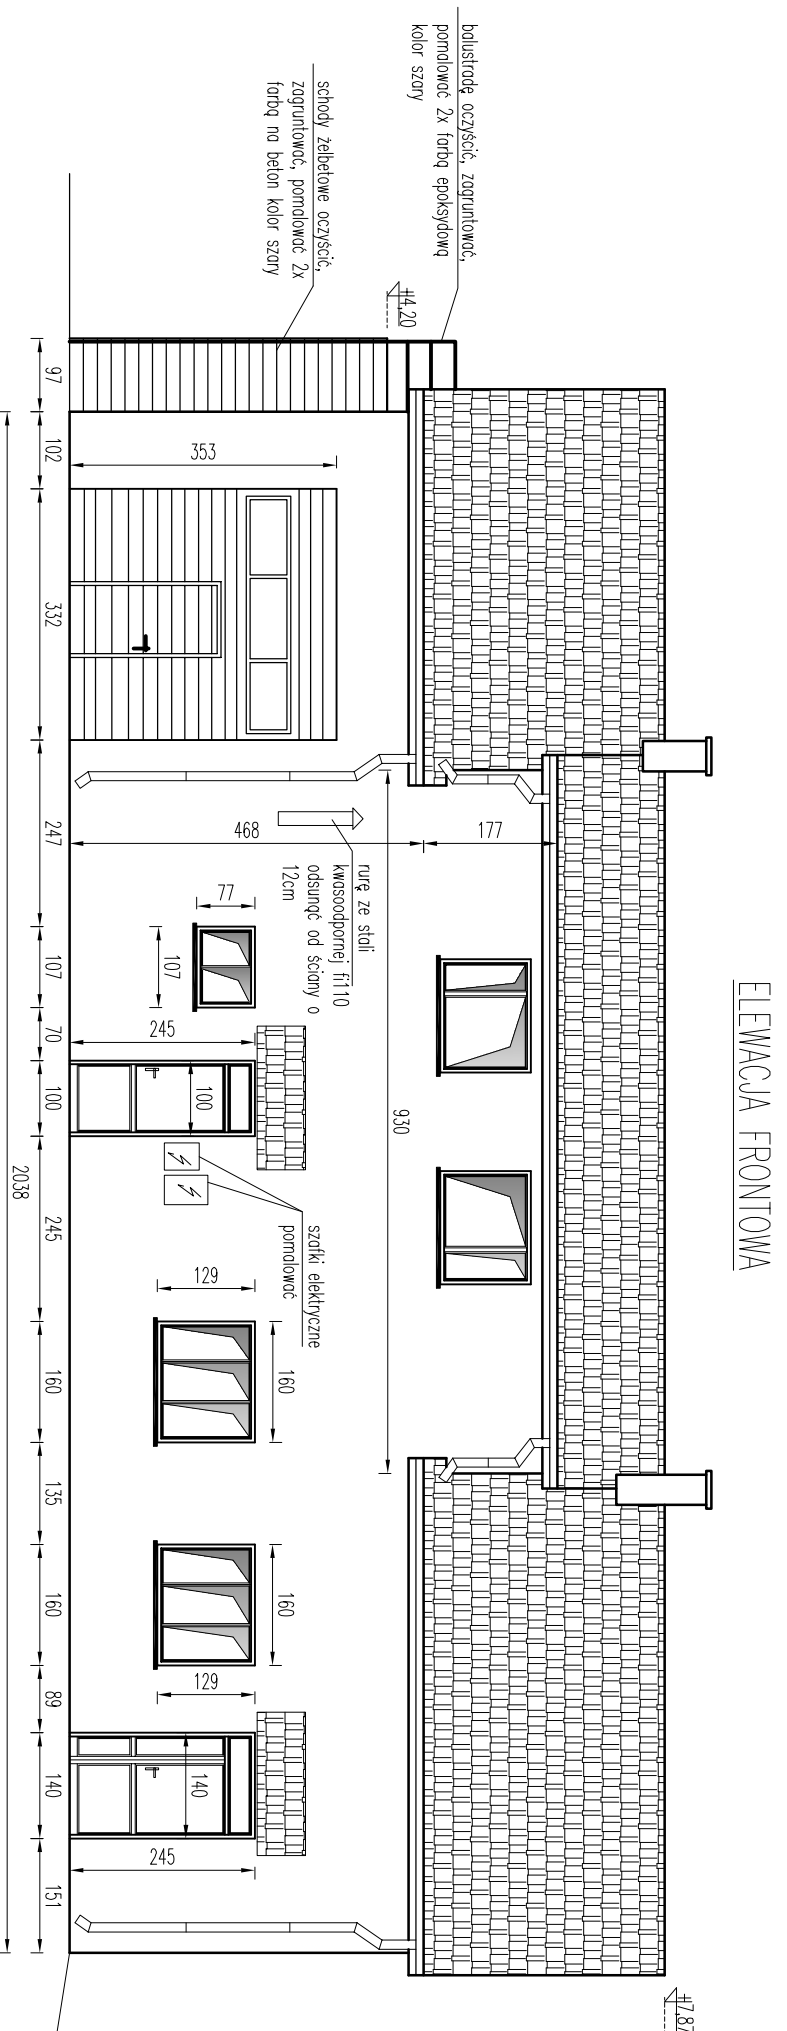 ELEWACJA FRONTOWA
balustradę oczyścić, zagruntować,
pomalować 2x farbą epoksydową
kolor szary
schody żelbetowe oczyścić,
zagruntować, pomalować 2x
farbą na beton kolor szary
+4,20
+7,87
353
468
177
rurę ze stali
kwasoodpornej fi110
odsunąć od ściany o
12cm
77
107
245
100
930
szafki elektryczne
pomalować
129
160
160
129
140
245
97
102
332
247
107
70
100
245
160
135
160
89
140
151
2038